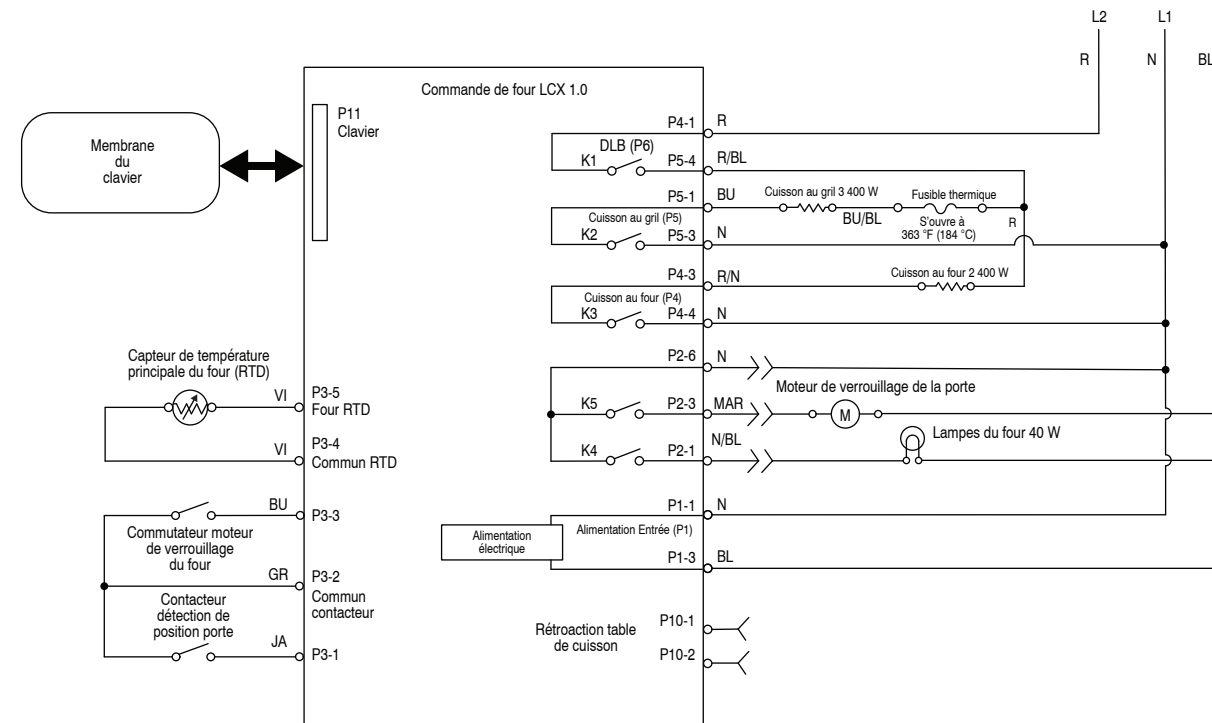 L2
L1
R
N
BL
Commande de four LCX 1.0
P11
Clavier
Membrane
du
clavier
P4-1
R
DLB (P6)
K1
P5-4
R/BL
P5-1
BU
Cuisson au gril 3 400 W
Fusible thermique
BU/BL
S'ouvre à
363 °F (184 °C)
R
Cuisson au gril (P5)
K2
P5-3
N
P4-3
R/N
Cuisson au four 2 400 W
Cuisson au four (P4)
K3
P4-4
N
P2-6
N
Moteur de verrouillage de la porte
K5
P2-3
MAR
M
K4
P2-1
N/BL
Lampes du four 40 W
Capteur de température
principale du four (RTD)
VI
P3-5
Four RTD
VI
P3-4
Commun RTD
BU
P3-3
Commutateur moteur
de verrouillage
du four
GR
P3-2
Commun
contacteur
Contacteur
détection de
position porte
JA
P3-1
P1-1
N
Alimentation
électrique
Alimentation Entrée (P1)
P1-3
BL
Rétroaction table
de cuisson
P10-1
P10-2